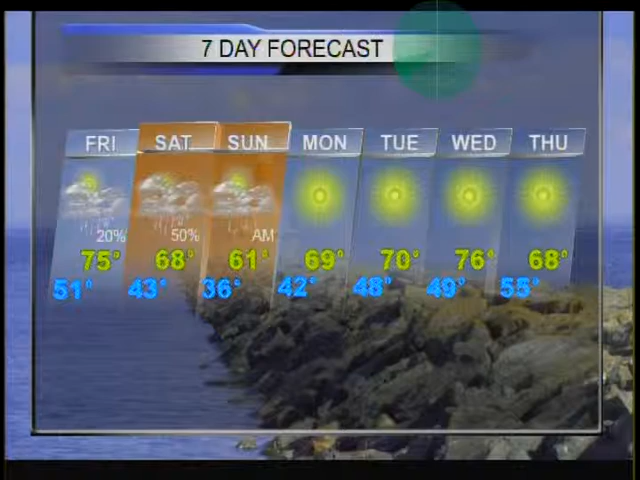 7 DAY FORECAST
FRI SAT SUN MON TUE WED THU
20% 50% AM
75° 68° 61° 69° 70° 76° 68°
51° 43° 36° 42° 48° 49° 55°